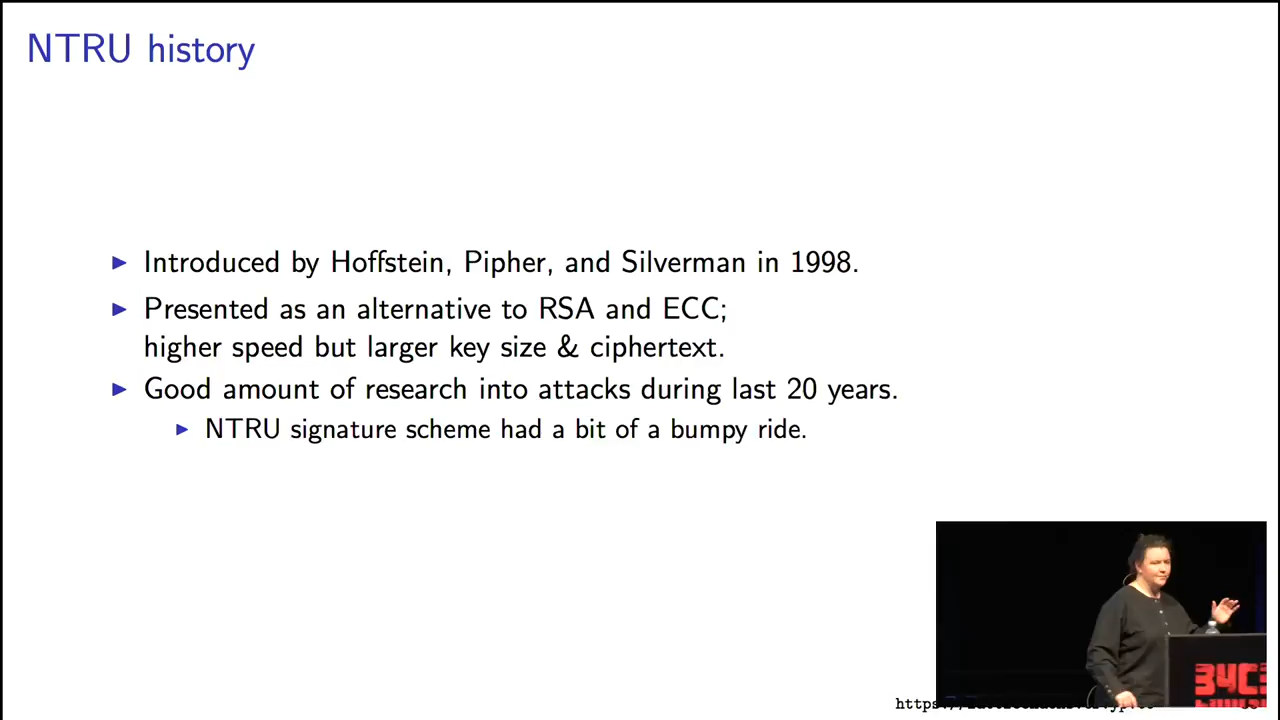 NTRU history
Introduced by Hoffstein, Pipher, and Silverman in 1998.
Presented as an alternative to RSA and ECC;
higher speed but larger key size & ciphertext.
Good amount of research into attacks during last 20 years.
NTRU signature scheme had a bit of a bumpy ride.
34C3